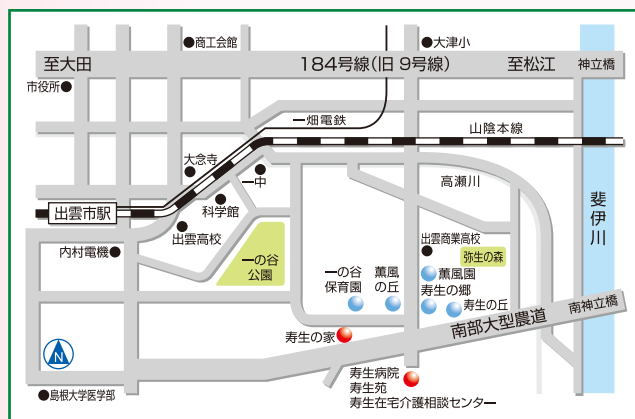 商工会館
大津小
至大田
184号線(旧 9号線)
至松江
神立橋
市役所
一畑電鉄
山陰本線
大念寺
一中
高瀬川
斐伊川
出雲市駅
科学館
出雲高校
内村電機
一の谷
公園
出雲商業高校
弥生の森
一の谷
保育園
薫風
の丘
薫風園
寿生の郷
寿生の丘
南神立橋
南部大型農道
寿生の家
N
寿生病院
寿生苑
寿生在宅介護相談センター
島根大学医学部